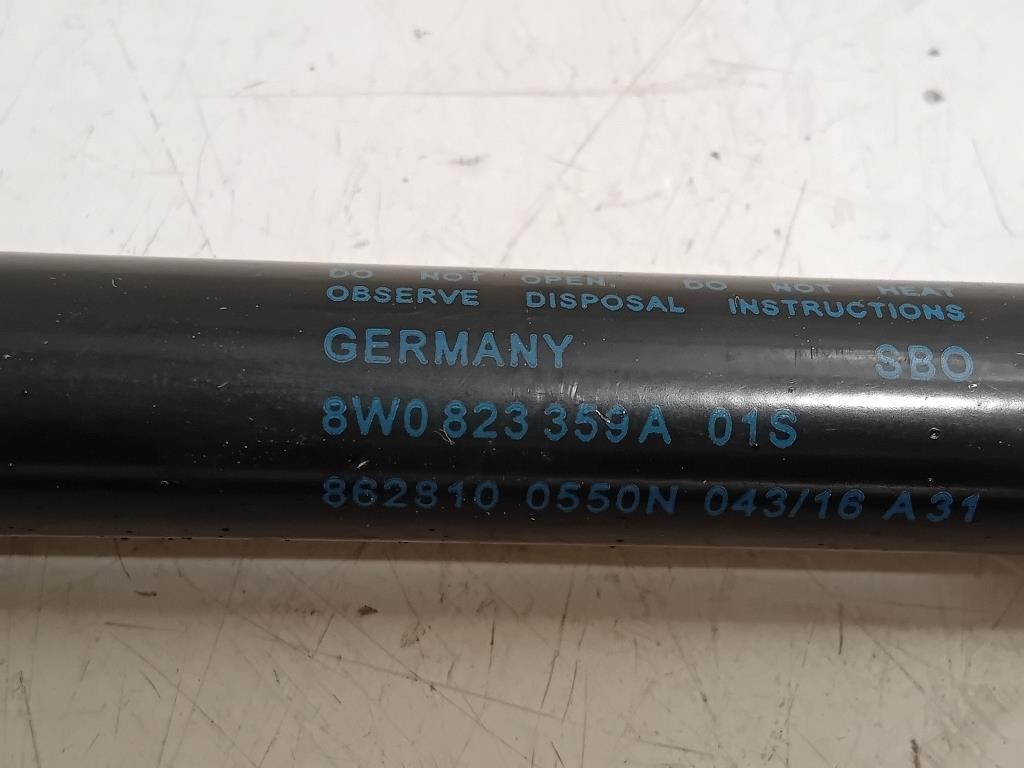 DO NOT OPEN, DO NOT HEAT
OBSERVE DISPOSAL INSTRUCTIONS
GERMANY SBO
8W0 823 359A 01S
862810 0550N 043/16 A31